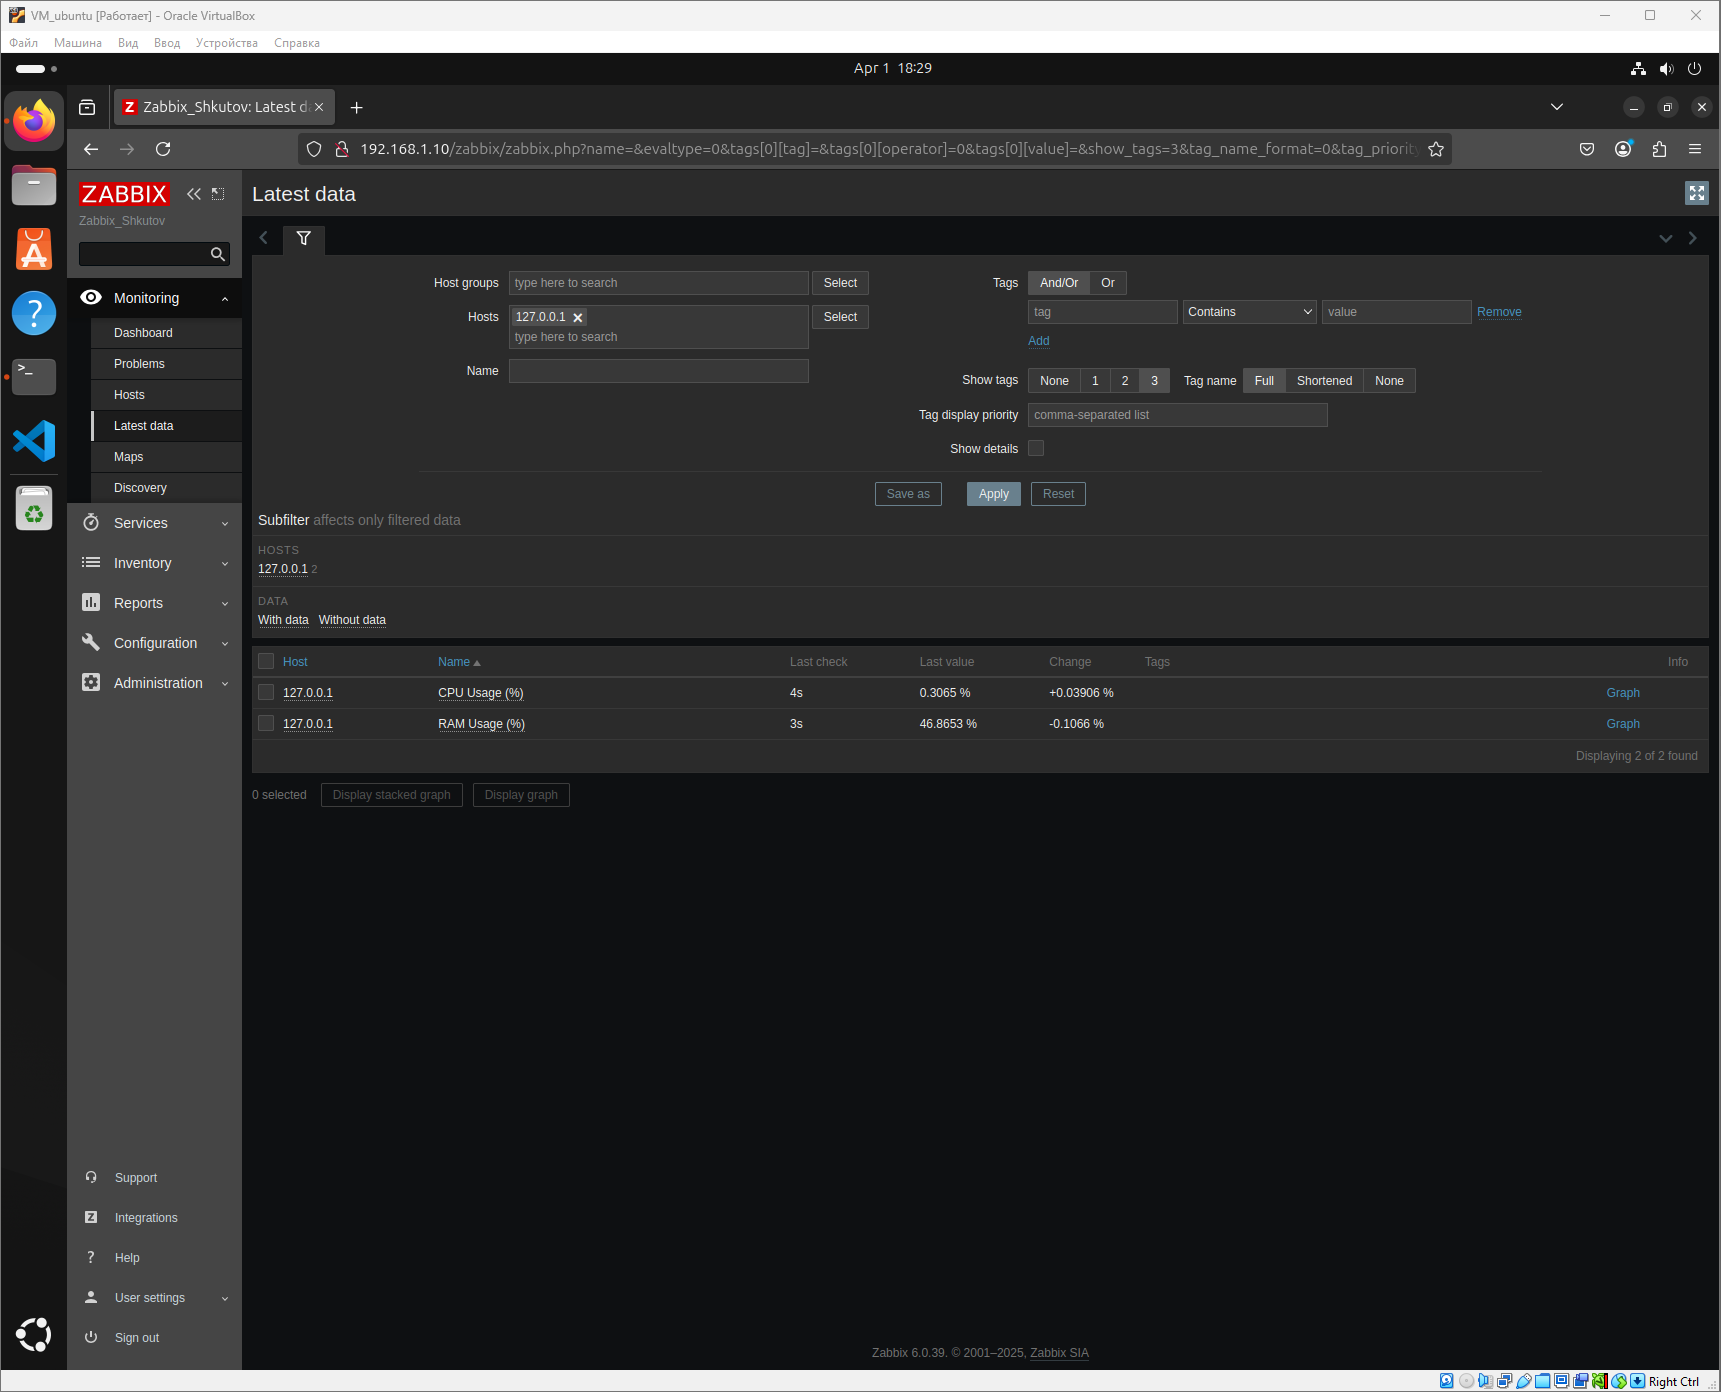 VM_ubuntu [Работает] - Oracle VirtualBox
Файл Машина Вид Ввод Устройства Справка
Apr 1 18:29
Zabbix_Shkutov: Latest d
192.168.1.10/zabbix/zabbix.php?name=&evaltype=0&tags[0][tag]=&tags[0][operator]=0&tags[0][value]=&show_tags=3&tag_name_format=0&tag_priority
ZABBIX
Zabbix_Shkutov
Monitoring
Dashboard
Problems
Hosts
Latest data
Maps
Discovery
Services
Inventory
Reports
Configuration
Administration
Support
Integrations
Help
User settings
Sign out
Latest data
Host groups type here to search Select
Hosts 127.0.0.1 Select
type here to search
Name
Tags And/Or Or
tag Contains value Remove
Add
Show tags None 1 2 3 Tag name Full Shortened None
Tag display priority comma-separated list
Show details
Save as Apply Reset
Subfilter affects only filtered data
HOSTS
127.0.0.1 2
DATA
With data Without data
Host Name Last check Last value Change Tags Info
127.0.0.1 CPU Usage (%) 4s 0.3065 % +0.03906 % Graph
127.0.0.1 RAM Usage (%) 3s 46.8653 % -0.1066 % Graph
Displaying 2 of 2 found
0 selected Display stacked graph Display graph
Zabbix 6.0.39. © 2001–2025, Zabbix SIA
Right Ctrl